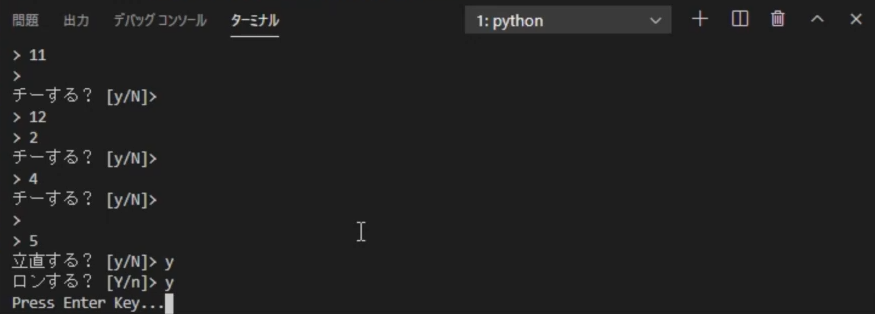 問題 出力 デバッグ コンソール ターミナル 1: python
> 11
>
チーする? [y/N]>
> 12
> 2
チーする? [y/N]>
> 4
チーする? [y/N]>
>
> 5
立直する? [y/N]> y
ロンする? [Y/n]> y
Press Enter Key...